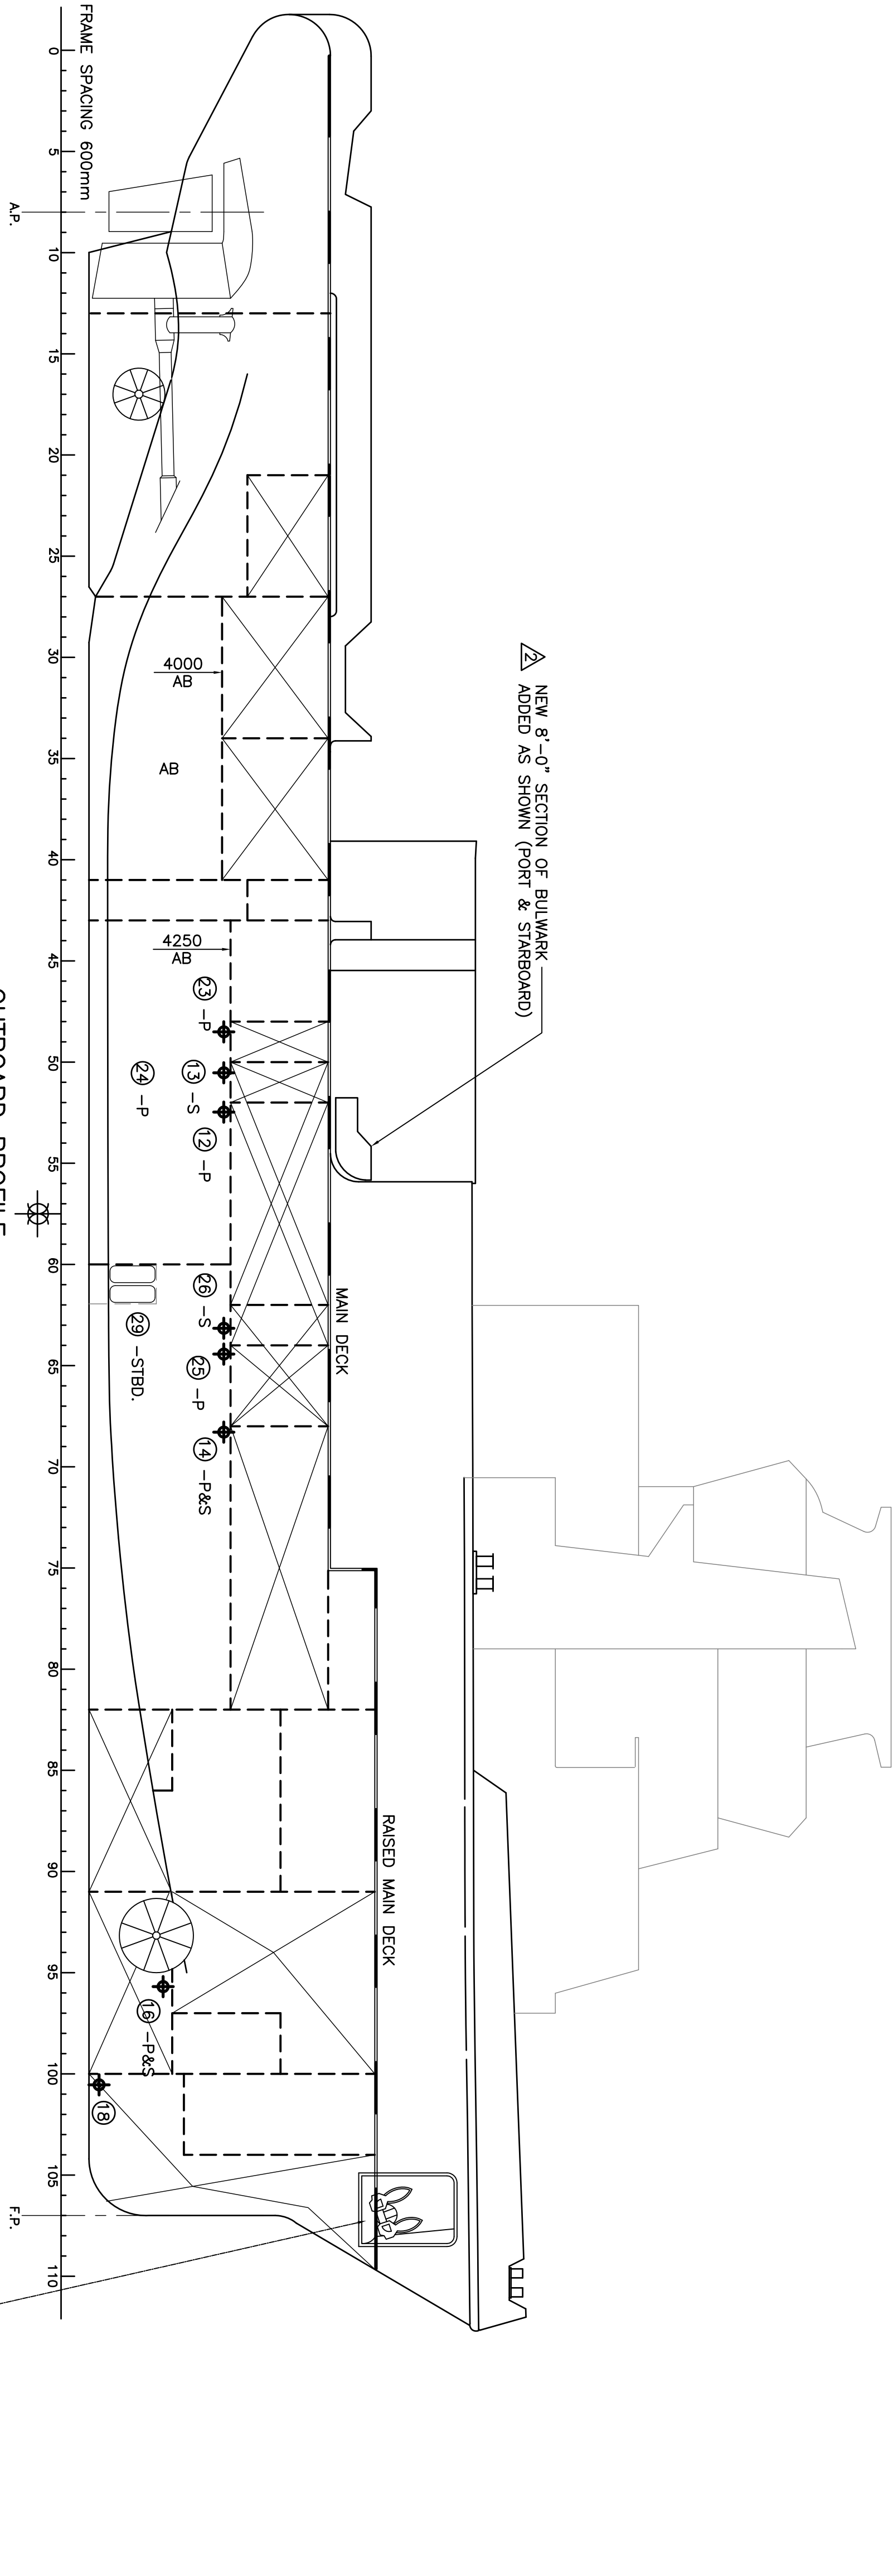 2 NEW 8'-0" SECTION OF BULWARK
ADDED AS SHOWN (PORT & STARBOARD)
MAIN DECK
RAISED MAIN DECK
4000
AB
AB
4250
AB
23 -P
13 -S
12 -P
24 -P
26 -S
25 -P
14 -P&S
29 -STBD.
16 -P&S
18
FRAME SPACING 600mm
0 5 10 15 20 25 30 35 40 45 50 55 60 65 70 75 80 85 90 95 100 105 110
A.P.
F.P.
OUTBOARD PROFILE